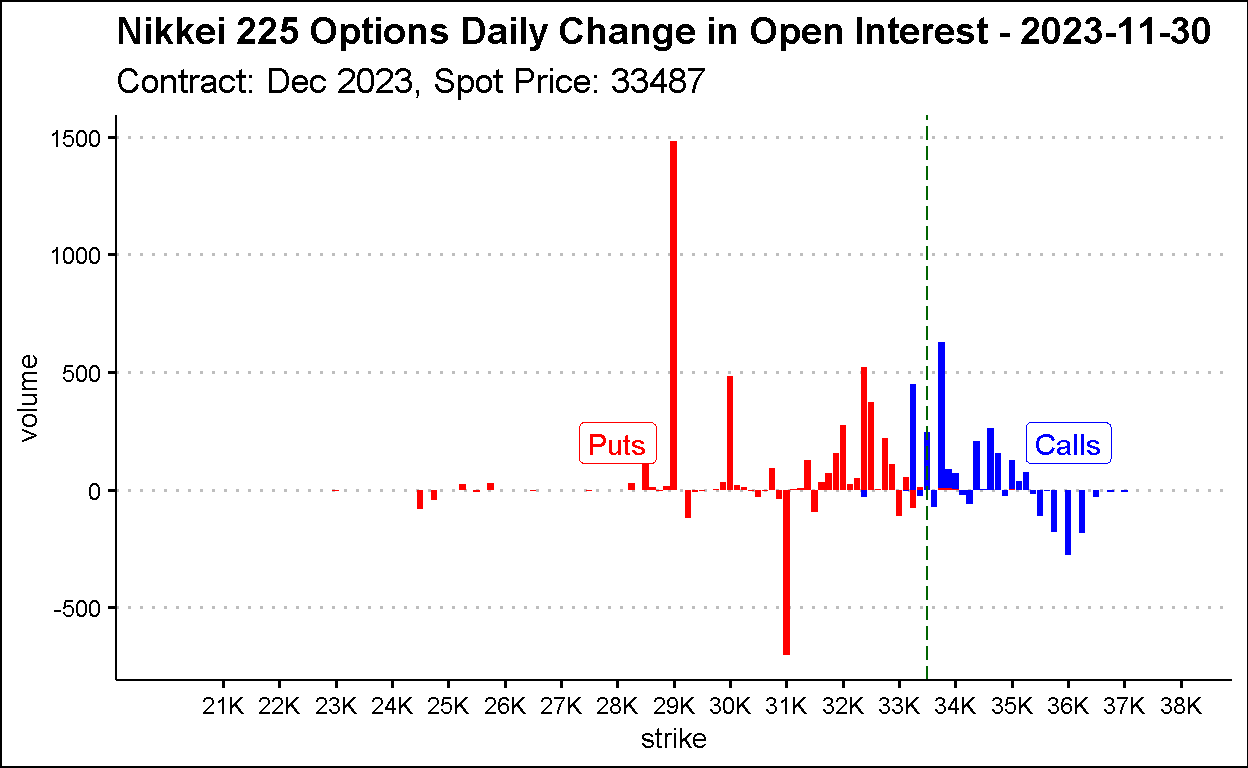 Nikkei 225 Options Daily Change in Open Interest - 2023-11-30
Contract: Dec 2023, Spot Price: 33487
1500
1000
500
0
-500
volume
Puts
Calls
21K 22K 23K 24K 25K 26K 27K 28K 29K 30K 31K 32K 33K 34K 35K 36K 37K 38K
strike